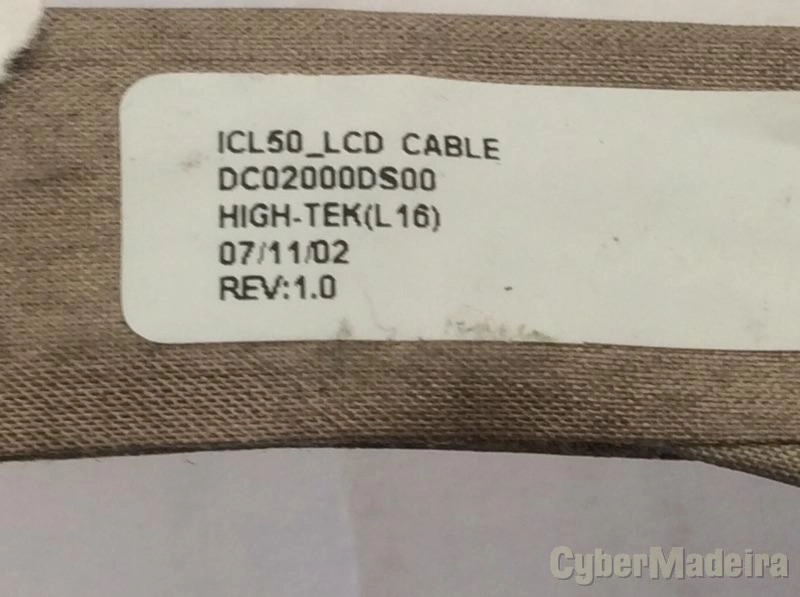 ICL50_LCD CABLE
DC02000DS00
HIGH-TEK(L16)
07/11/02
REV:1.0
CyberMadeira